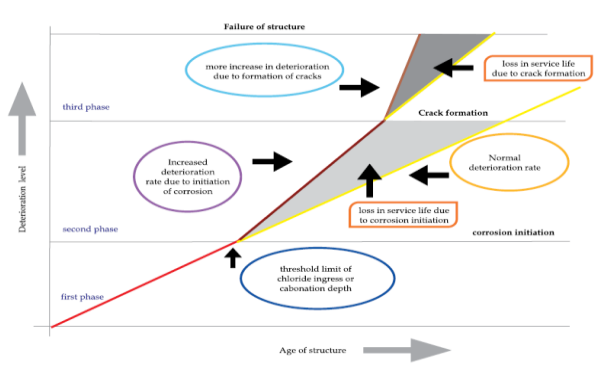 Failure of structure
more increase in deterioration
due to formation of cracks
loss in service life
due to crack formation
third phase
Crack formation
Increased
deterioration
rate due to initiation
of corrosion
Normal
deterioration rate
loss in service life due
to corrosion initiation
second phase
corrosion initiation
threshold limit of
chloride ingress or
cabonation depth
first phase
Deterioration level
Age of structure